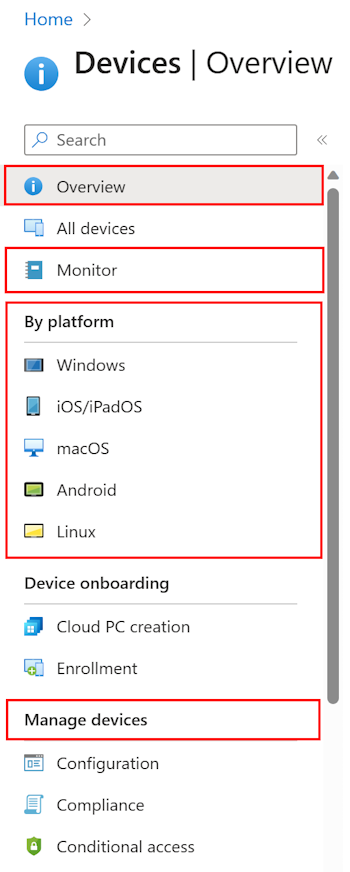 Home
Devices | Overview
Search
Overview
All devices
Monitor
By platform
Windows
iOS/iPadOS
macOS
Android
Linux
Device onboarding
Cloud PC creation
Enrollment
Manage devices
Configuration
Compliance
Conditional access